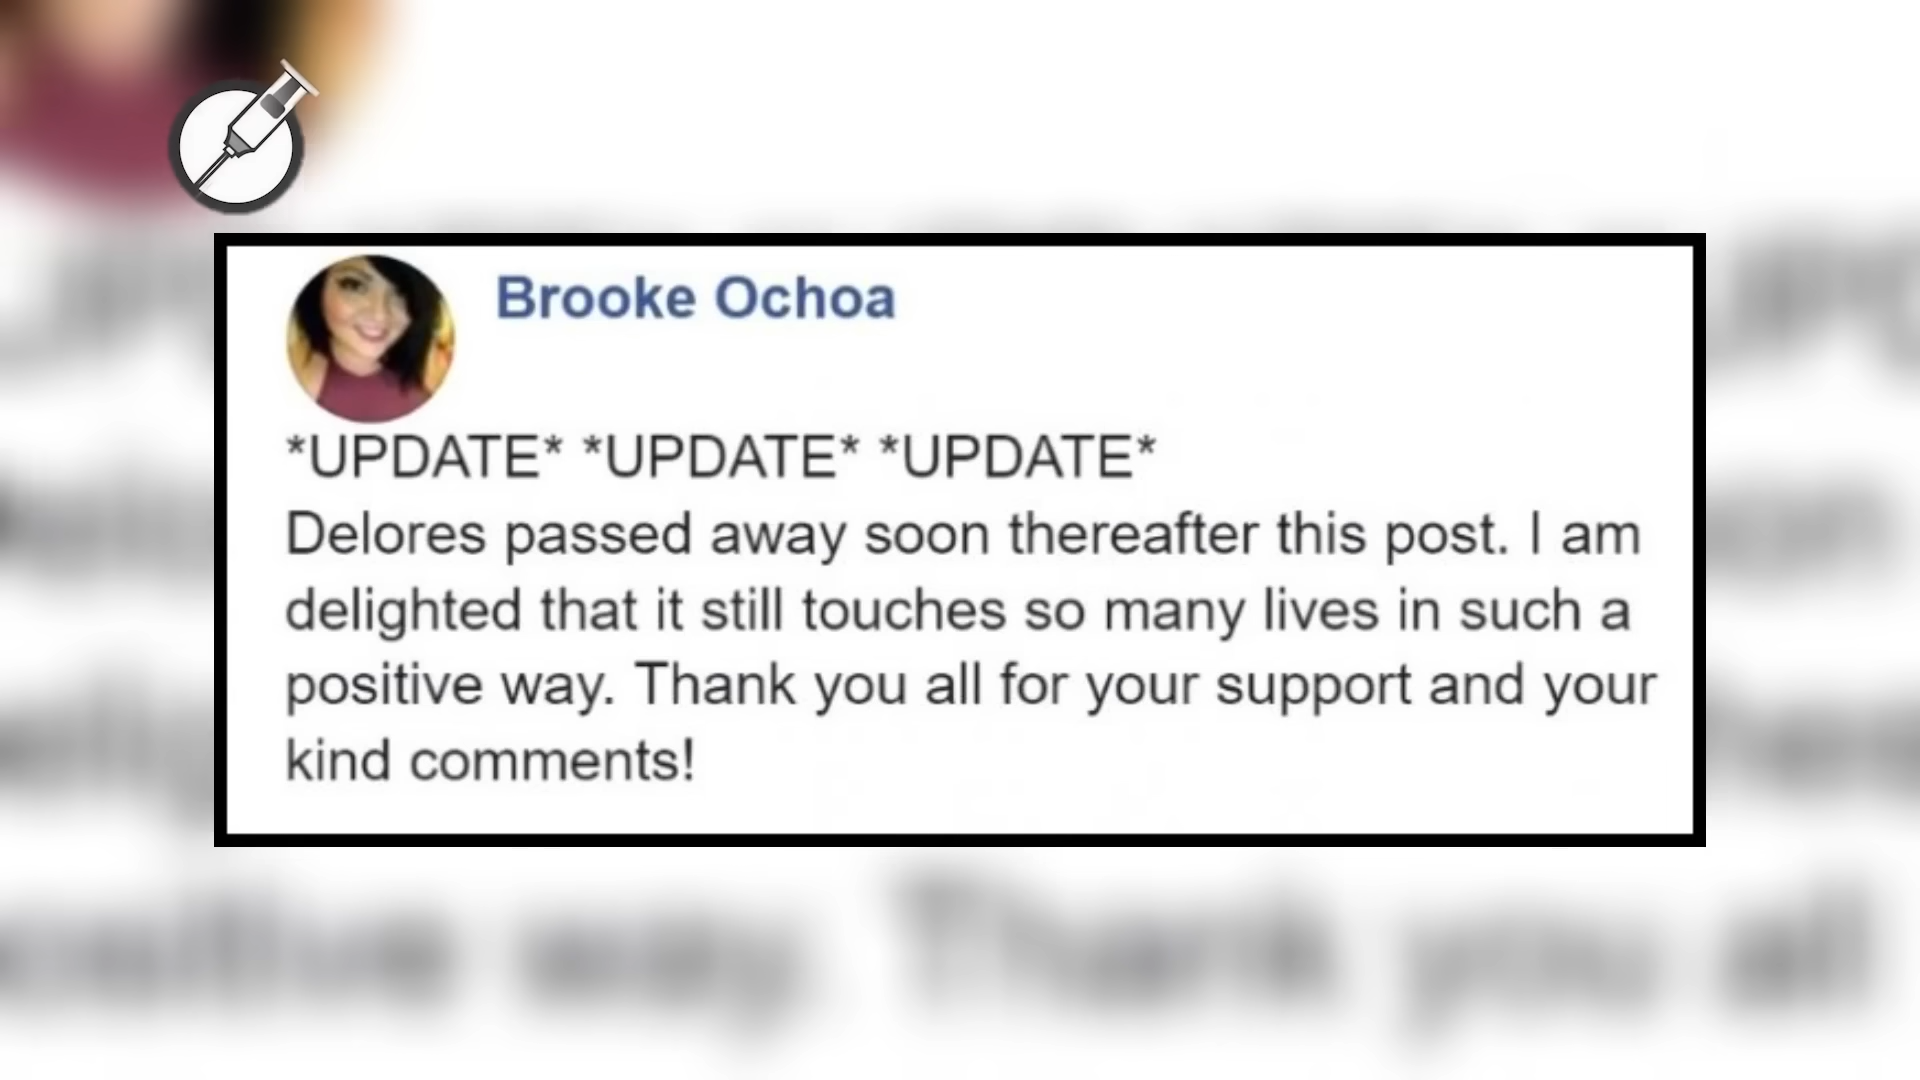 Brooke Ochoa
*UPDATE* *UPDATE* *UPDATE*
Delores passed away soon thereafter this post. I am
delighted that it still touches so many lives in such a
positive way. Thank you all for your support and your
kind comments!